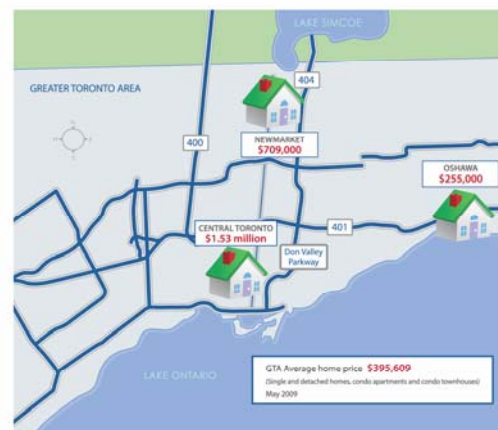 LAKE SIMCOE
GREATER TORONTO AREA
404
400
NEWMARKET
$709,000
OSHAWA
$255,000
CENTRAL TORONTO
$1.53 million
401
Don Valley
Parkway
LAKE ONTARIO
GTA Average home price $395,609
(Single and detached homes, condo apartments and condo townhouses)
May 2009